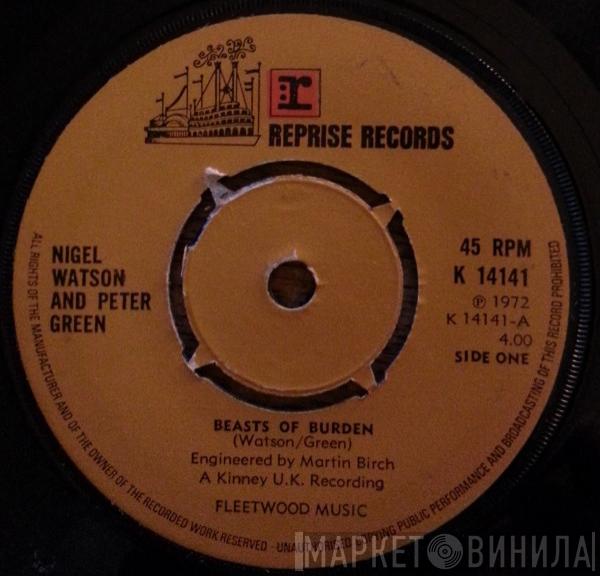 r
REPRISE RECORDS
NIGEL
WATSON
AND PETER
GREEN
45 RPM
K 14141
℗ 1972
K 14141-A
4.00
SIDE ONE
BEASTS OF BURDEN
(Watson/Green)
Engineered by Martin Birch
A Kinney U.K. Recording
FLEETWOOD MUSIC
ALL RIGHTS OF THE MANUFACTURER AND OF THE OWNER OF THE RECORDED WORK RESERVED - UNAUTHORISED COPYING PUBLIC PERFORMANCE AND BROADCASTING OF THIS RECORD PROHIBITED
МАРКЕТ ВИНИЛА